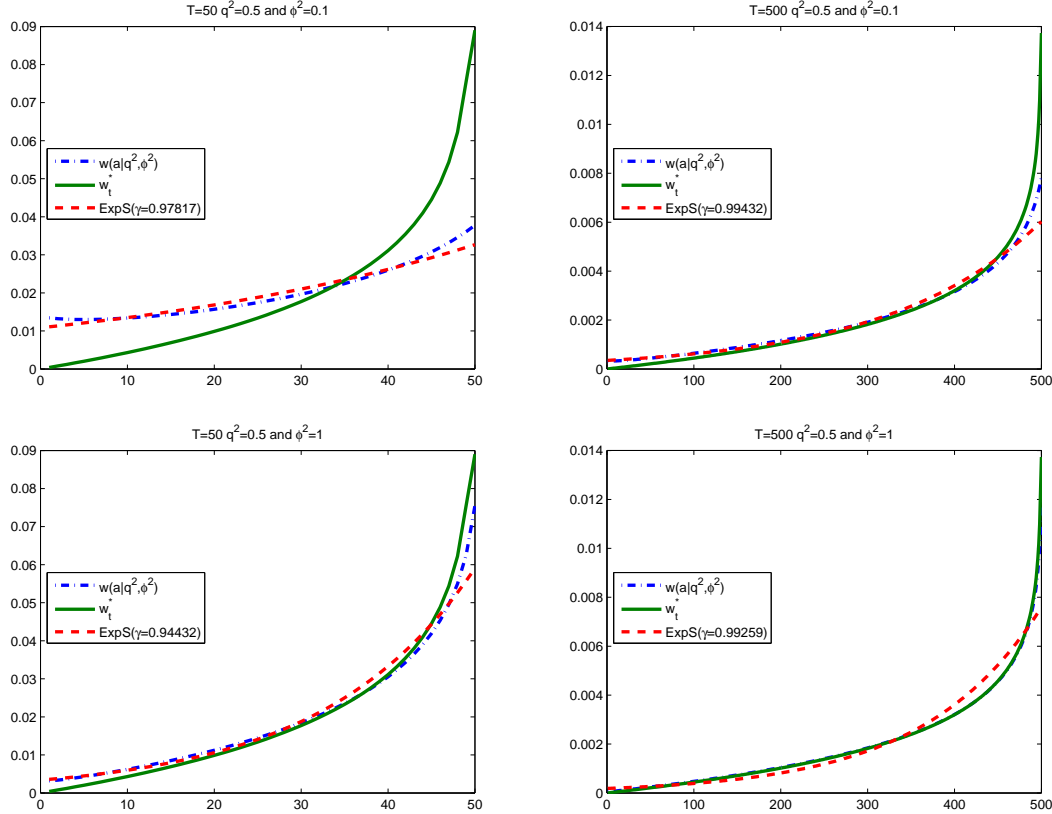 T=50 q²=0.5 and ϕ²=0.1
0.09
0.08
0.07
0.06
0.05
0.04
0.03
0.02
0.01
0
0 10 20 30 40 50
w(a|q²,ϕ²)
w*ₜ
ExpS(γ=0.97817)
T=500 q²=0.5 and ϕ²=0.1
0.014
0.012
0.01
0.008
0.006
0.004
0.002
0
0 100 200 300 400 500
w(a|q²,ϕ²)
w*ₜ
ExpS(γ=0.99432)
T=50 q²=0.5 and ϕ²=1
0.09
0.08
0.07
0.06
0.05
0.04
0.03
0.02
0.01
0
0 10 20 30 40 50
w(a|q²,ϕ²)
w*ₜ
ExpS(γ=0.94432)
T=500 q²=0.5 and ϕ²=1
0.014
0.012
0.01
0.008
0.006
0.004
0.002
0
0 100 200 300 400 500
w(a|q²,ϕ²)
w*ₜ
ExpS(γ=0.99259)